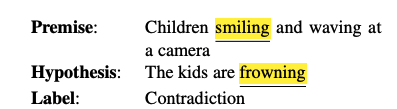 Premise: Children smiling and waving at
a camera
Hypothesis: The kids are frowning
Label: Contradiction